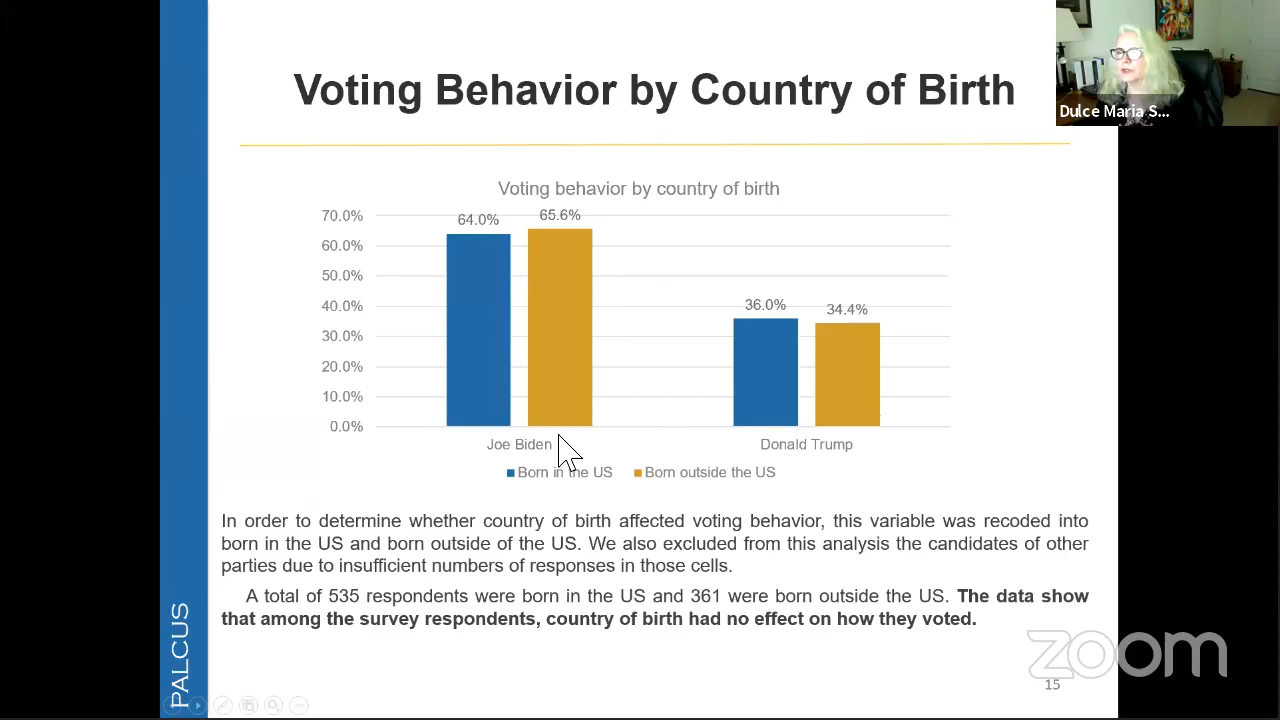 Voting Behavior by Country of Birth
Dulce Maria S...
Voting behavior by country of birth
70.0%
60.0%
50.0%
40.0%
30.0%
20.0%
10.0%
0.0%
64.0%
65.6%
36.0%
34.4%
Joe Biden
Donald Trump
Born in the US
Born outside the US
In order to determine whether country of birth affected voting behavior, this variable was recoded into
born in the US and born outside of the US. We also excluded from this analysis the candidates of other
parties due to insufficient numbers of responses in those cells.
A total of 535 respondents were born in the US and 361 were born outside the US. The data show
that among the survey respondents, country of birth had no effect on how they voted.
PALCUS
zoom
15